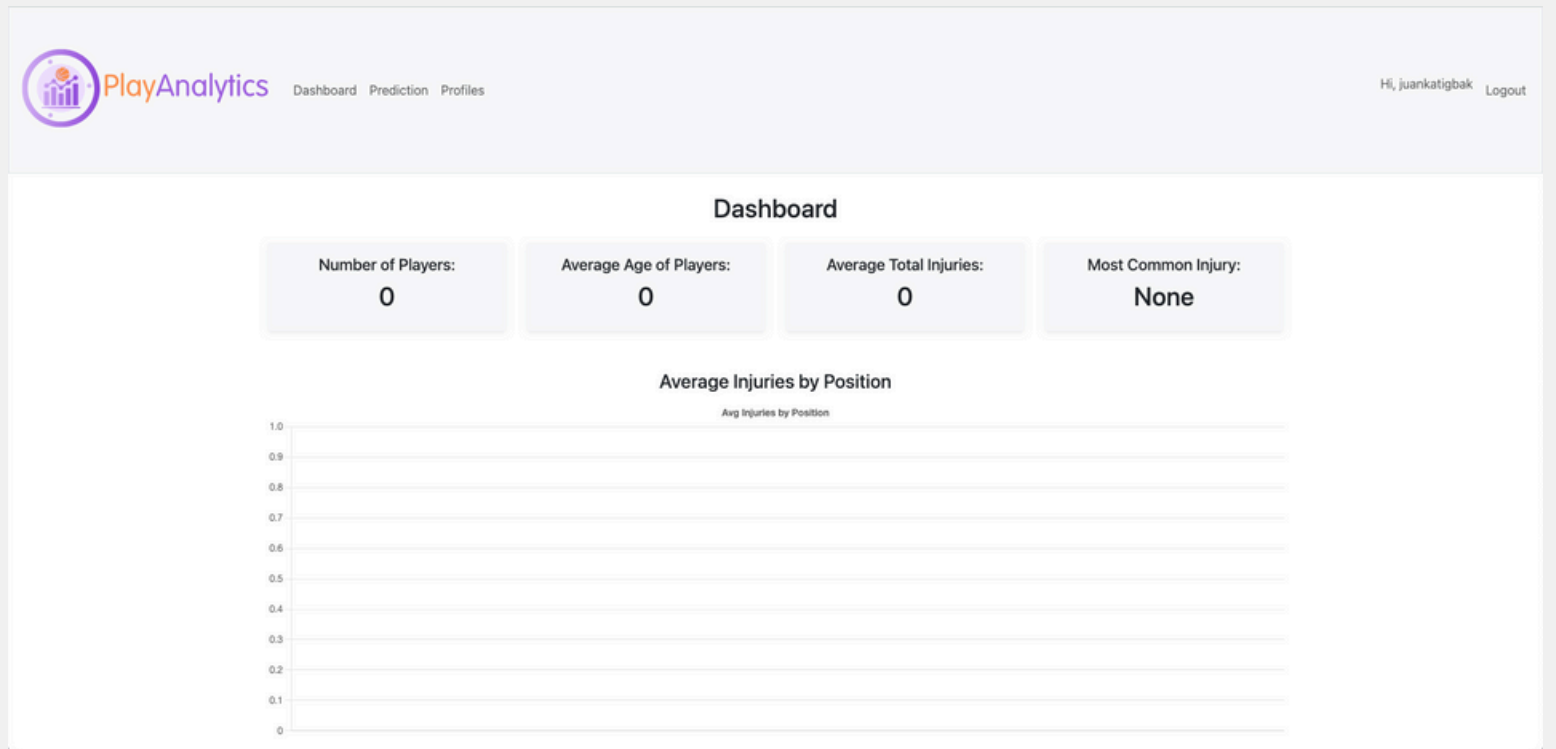 PlayAnalytics Dashboard Prediction Profiles Hi, juankatigbak Logout
Dashboard
Number of Players: Average Age of Players: Average Total Injuries: Most Common Injury:
0 0 0 None
Average Injuries by Position
Avg Injuries by Position
1.0
0.9
0.8
0.7
0.6
0.5
0.4
0.3
0.2
0.1
0